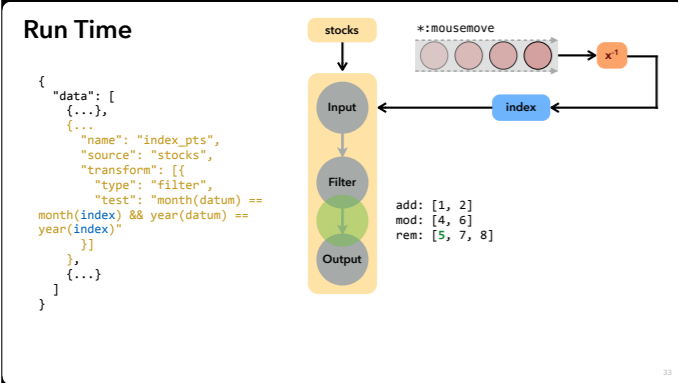 Run Time
stocks
*:mousemove
x⁻¹
index
{
  "data": [
    {...},
    {...
      "name": "index_pts",
      "source": "stocks",
      "transform": [{
        "type": "filter",
        "test": "month(datum) ==
month(index) && year(datum) ==
year(index)"
      }]
    },
    {...}
  ]
}
Input
Filter
Output
add: [1, 2]
mod: [4, 6]
rem: [5, 7, 8]
33